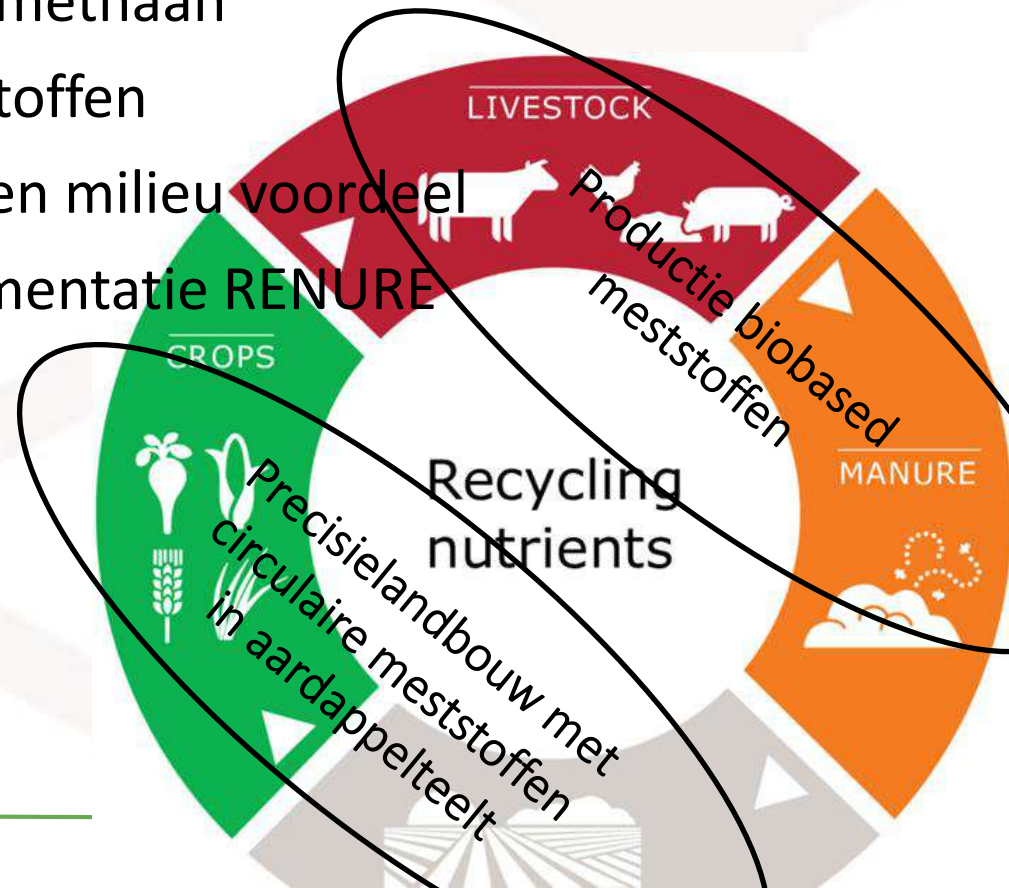 methaan
toffen
en milieu voordeel
mentatie RENURE
LIVESTOCK
Productie biobased
meststoffen
CROPS
MANURE
Recycling
nutrients
Precisielandbouw met
circulaire meststoffen
in aardappelteelt